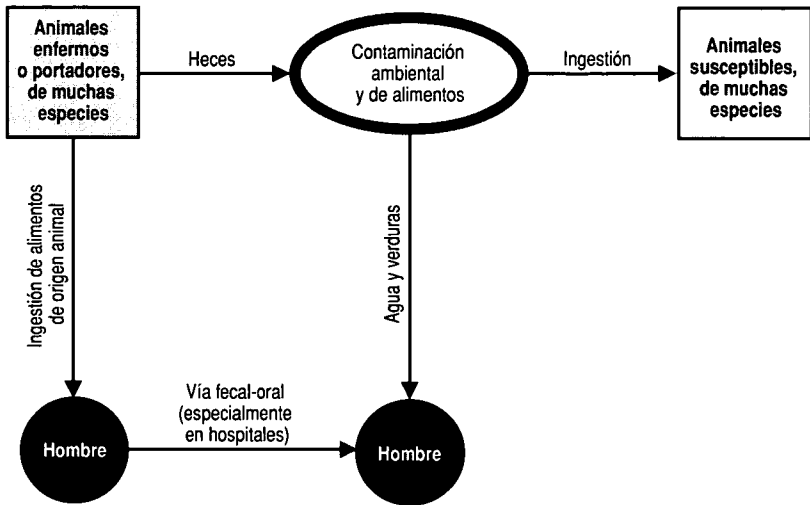 Animales
enfermos
o portadores,
de muchas
especies
Heces
Contaminación
ambiental
y de alimentos
Ingestión
Animales
susceptibles,
de muchas
especies
Ingestión de alimentos
de origen animal
Agua y verduras
Hombre
Vía fecal-oral
(especialmente
en hospitales)
Hombre